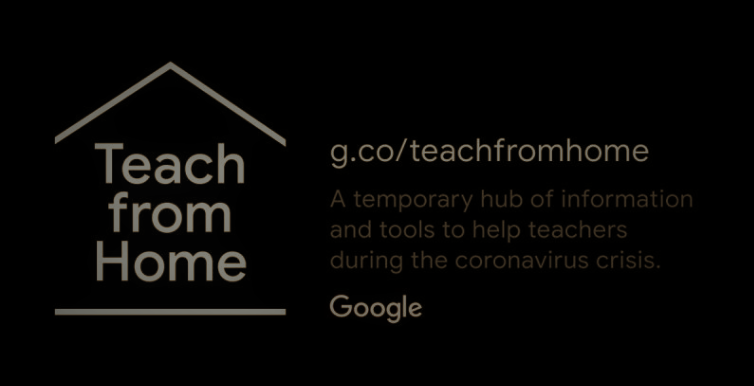 Teach
from
Home
g.co/teachfromhome
A temporary hub of information
and tools to help teachers
during the coronavirus crisis.
Google